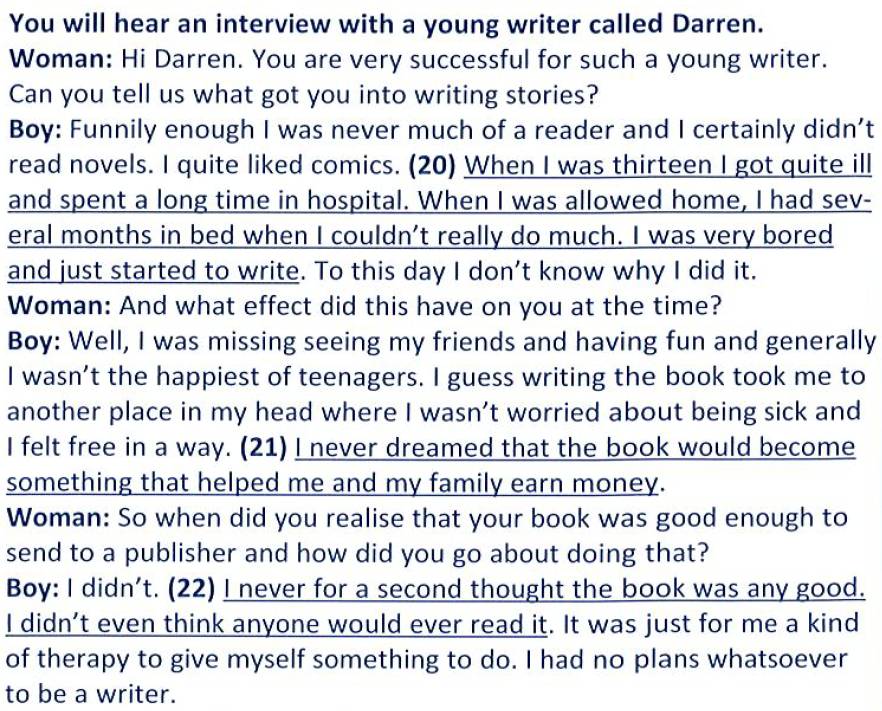 You will hear an interview with a young writer called Darren.
Woman: Hi Darren. You are very successful for such a young writer.
Can you tell us what got you into writing stories?
Boy: Funnily enough I was never much of a reader and I certainly didn't
read novels. I quite liked comics. (20) When I was thirteen I got quite ill
and spent a long time in hospital. When I was allowed home, I had sev-
eral months in bed when I couldn't really do much. I was very bored
and just started to write. To this day I don't know why I did it.
Woman: And what effect did this have on you at the time?
Boy: Well, I was missing seeing my friends and having fun and generally
I wasn't the happiest of teenagers. I guess writing the book took me to
another place in my head where I wasn't worried about being sick and
I felt free in a way. (21) I never dreamed that the book would become
something that helped me and my family earn money.
Woman: So when did you realise that your book was good enough to
send to a publisher and how did you go about doing that?
Boy: I didn't. (22) I never for a second thought the book was any good.
I didn't even think anyone would ever read it. It was just for me a kind
of therapy to give myself something to do. I had no plans whatsoever
to be a writer.